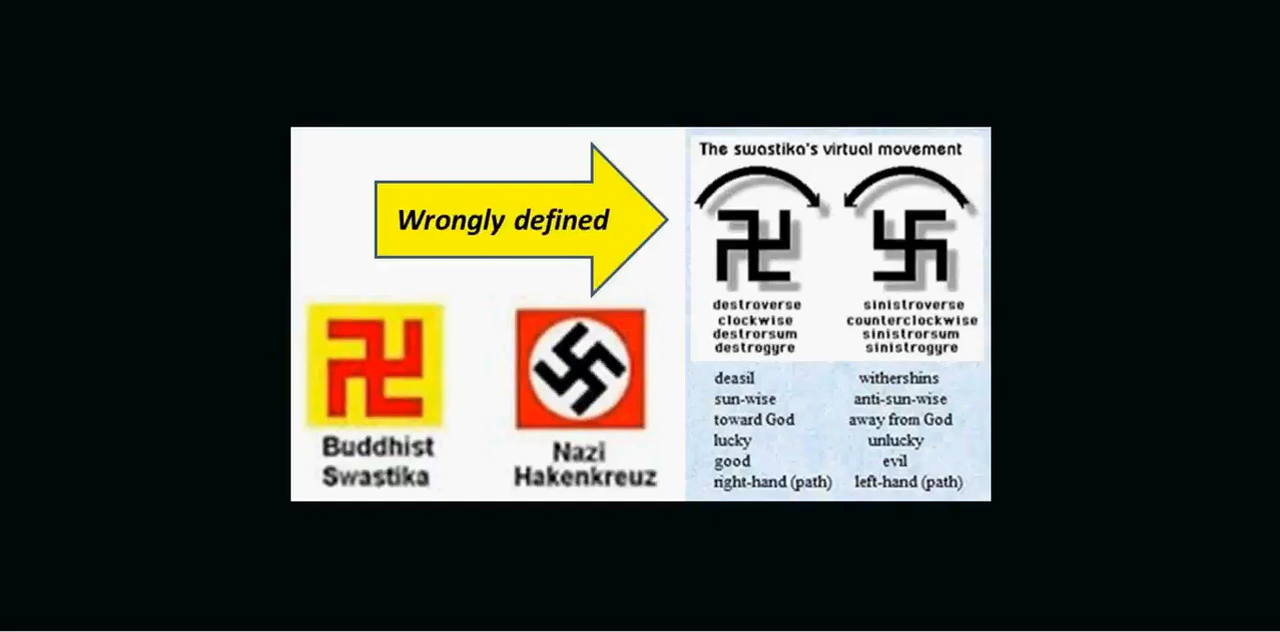 Wrongly defined
Buddhist
Swastika
Nazi
Hakenkreuz
The swastika's virtual movement
destroverse
clockwise
destrorsum
destrogyre
sinistroverse
counterclockwise
sinistrorsum
sinistrogyre
deasil withershins
sun-wise anti-sun-wise
toward God away from God
lucky unlucky
good evil
right-hand (path) left-hand (path)